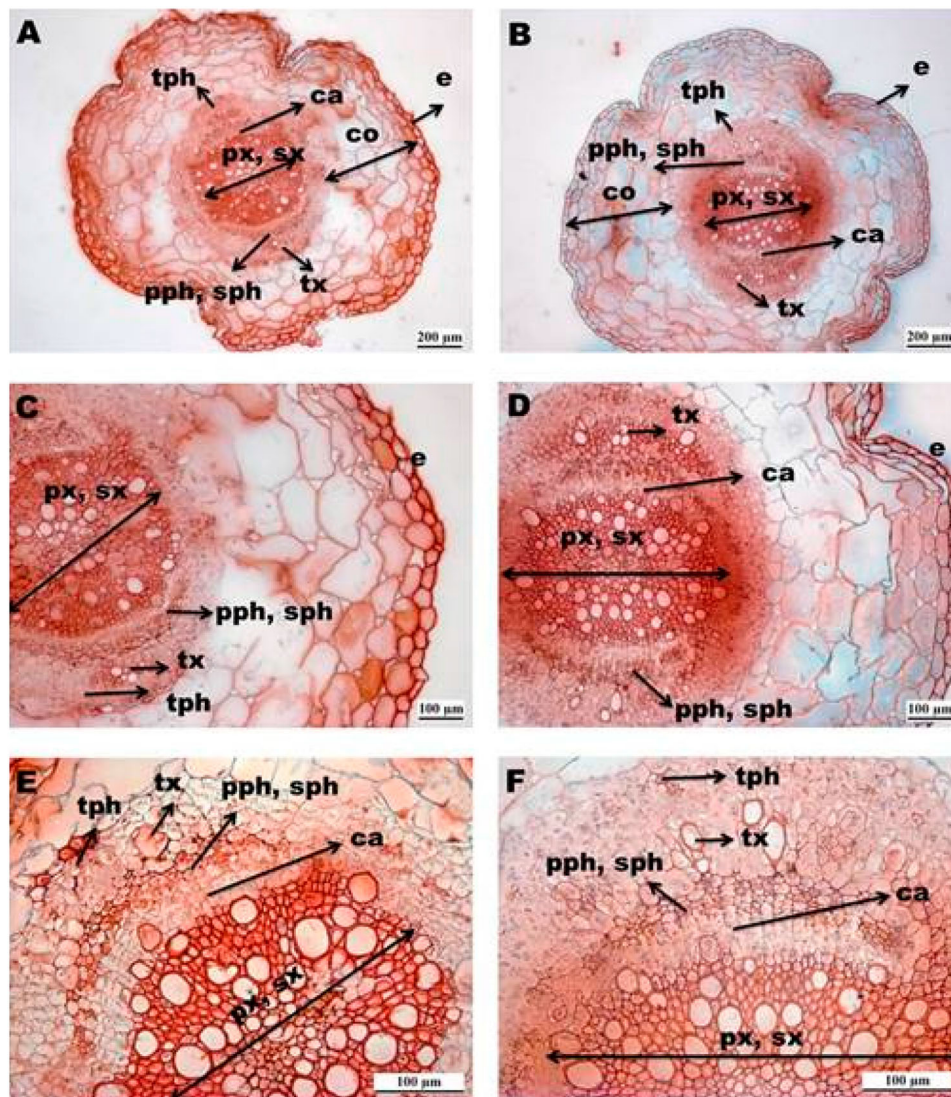 A
tph
ca
e
co
px, sx
pph, sph
tx
200 µm
B
tph
e
pph, sph
co
px, sx
ca
tx
200 µm
C
e
px, sx
pph, sph
tx
tph
100 µm
D
tx
e
ca
px, sx
pph, sph
100 µm
E
tx
pph, sph
tph
ca
px, sx
100 µm
F
tph
tx
pph, sph
ca
px, sx
100 µm